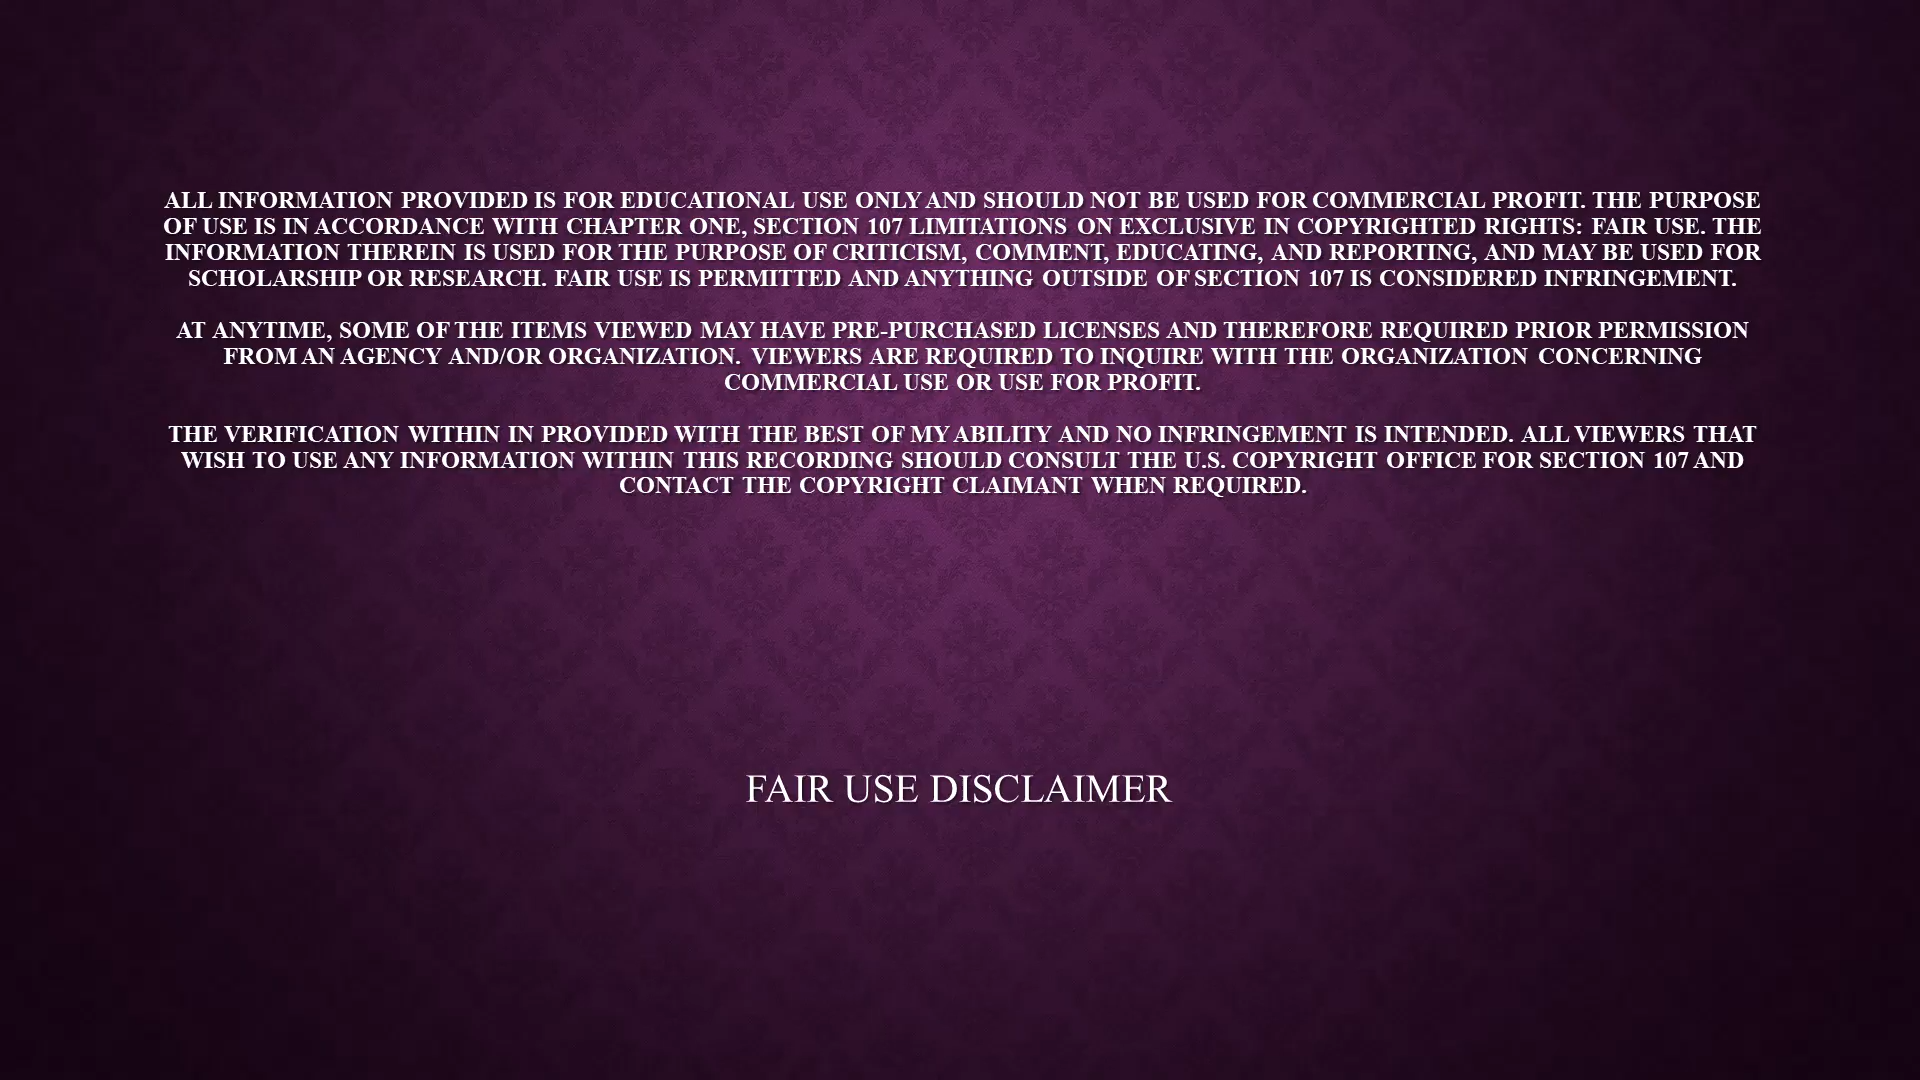 ALL INFORMATION PROVIDED IS FOR EDUCATIONAL USE ONLY AND SHOULD NOT BE USED FOR COMMERCIAL PROFIT. THE PURPOSE
OF USE IS IN ACCORDANCE WITH CHAPTER ONE, SECTION 107 LIMITATIONS ON EXCLUSIVE IN COPYRIGHTED RIGHTS: FAIR USE. THE
INFORMATION THEREIN IS USED FOR THE PURPOSE OF CRITICISM, COMMENT, EDUCATING, AND REPORTING, AND MAY BE USED FOR
SCHOLARSHIP OR RESEARCH. FAIR USE IS PERMITTED AND ANYTHING OUTSIDE OF SECTION 107 IS CONSIDERED INFRINGEMENT.
AT ANYTIME, SOME OF THE ITEMS VIEWED MAY HAVE PRE-PURCHASED LICENSES AND THEREFORE REQUIRED PRIOR PERMISSION
FROM AN AGENCY AND/OR ORGANIZATION. VIEWERS ARE REQUIRED TO INQUIRE WITH THE ORGANIZATION CONCERNING
COMMERCIAL USE OR USE FOR PROFIT.
THE VERIFICATION WITHIN IN PROVIDED WITH THE BEST OF MY ABILITY AND NO INFRINGEMENT IS INTENDED. ALL VIEWERS THAT
WISH TO USE ANY INFORMATION WITHIN THIS RECORDING SHOULD CONSULT THE U.S. COPYRIGHT OFFICE FOR SECTION 107 AND
CONTACT THE COPYRIGHT CLAIMANT WHEN REQUIRED.
FAIR USE DISCLAIMER